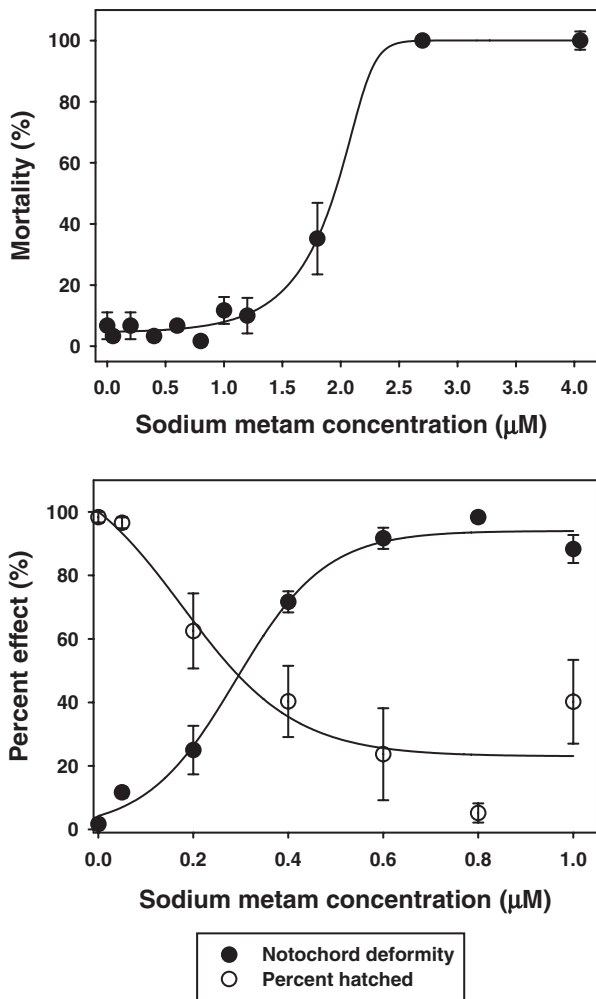 Mortality (%)
100
80
60
40
20
0
0.0 0.5 1.0 1.5 2.0 2.5 3.0 3.5 4.0
Sodium metam concentration (μM)
Percent effect (%)
100
80
60
40
20
0
0.0 0.2 0.4 0.6 0.8 1.0
Sodium metam concentration (μM)
Notochord deformity
Percent hatched